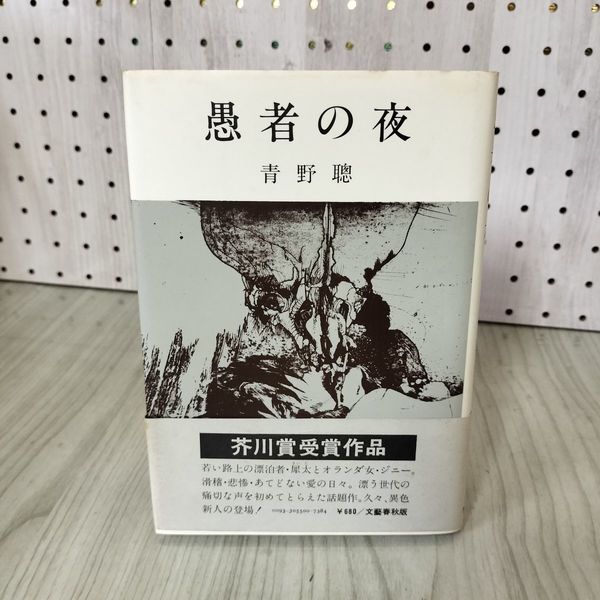 愚者の夜
青野聰
芥川賞受賞作品
若い路上の漂泊者・犀太とオランダ女・ジニー。
滑稽・悲惨・あてどない愛の日々。漂う世代の
痛切な声を初めてとらえた話題作。久々、異色
新人の登場! 0093-305500-7384 ¥680/文藝春秋版